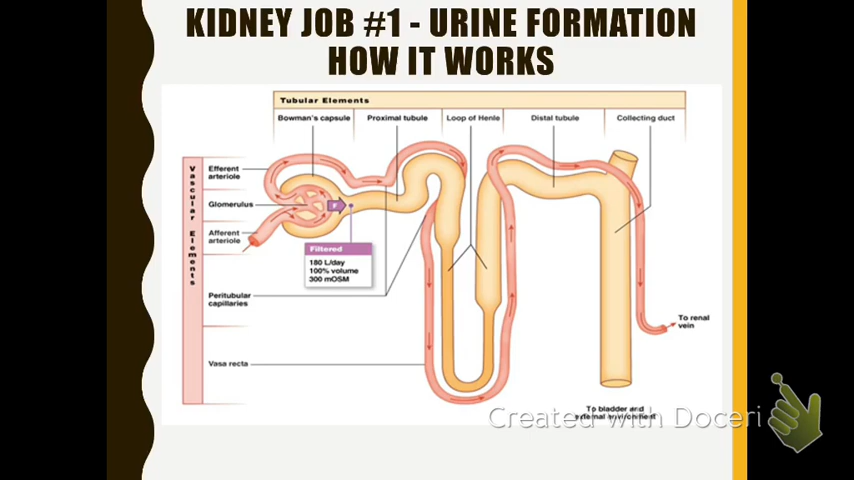 KIDNEY JOB #1 - URINE FORMATION
HOW IT WORKS
Tubular Elements
Bowman's capsule
Proximal tubule
Loop of Henle
Distal tubule
Collecting duct
Vascular Elements
Efferent
arteriole
Glomerulus
Afferent
arteriole
Peritubular
capillaries
Vasa recta
F
Filtered
180 L/day
100% volume
300 mOSM
To renal
vein
To bladder and
external environment
Created with Doceri